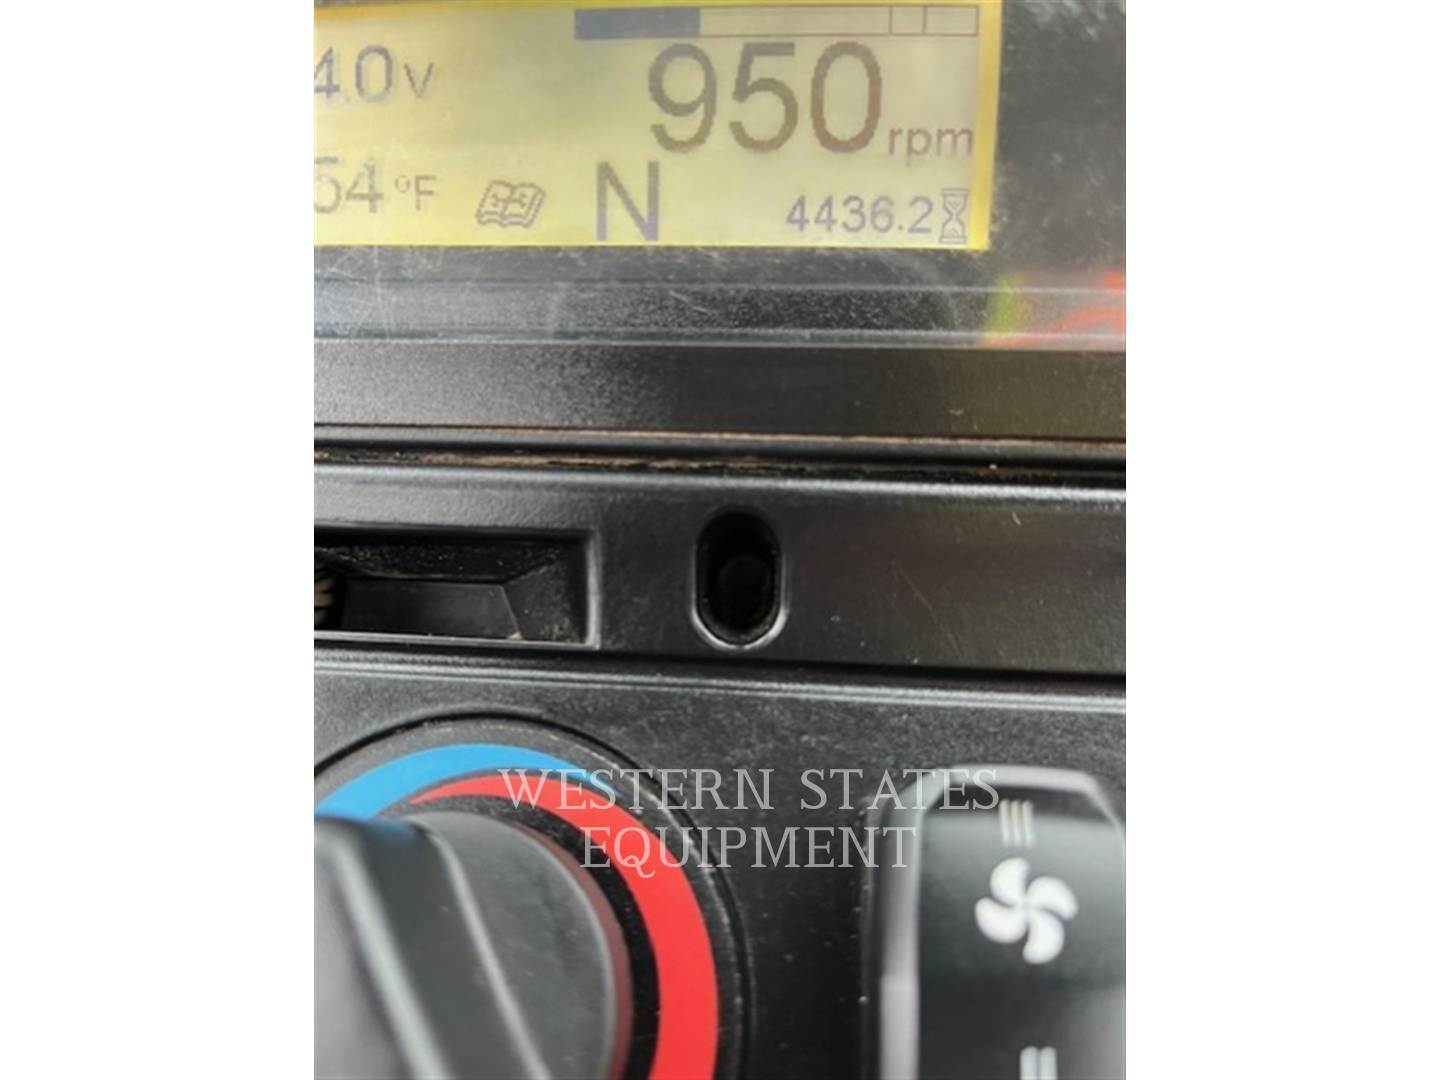 4.0v
950 rpm
54 °F
N
4436.2
WESTERN STATES
EQUIPMENT